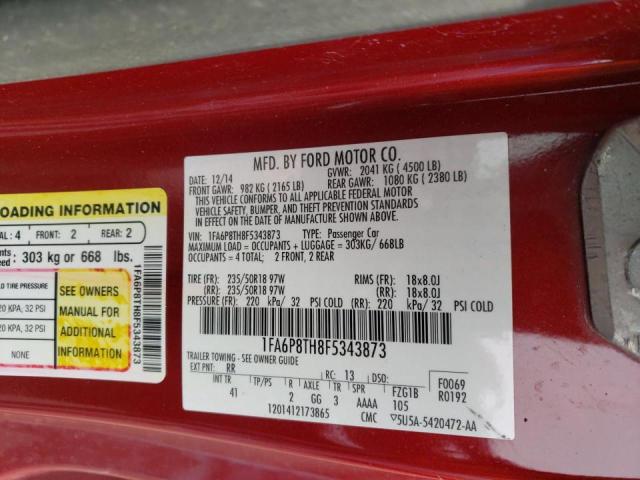 OADING INFORMATION
AL: 4 FRONT: 2 REAR: 2
303 kg or 668 lbs.
LD TIRE PRESSURE
20 KPA, 32 PSI
20 KPA, 32 PSI
SEE OWNERS
MANUAL FOR
1FA6P8TH8F5343873
MFD. BY FORD MOTOR CO.
12/14 GVWR: 2041 KG ( 4500 LB)
FRONT GAWR: 982 KG ( 2165 LB) REAR GAWR: 1080 KG ( 2380 LB)
THIS VEHICLE CONFORMS TO ALL APPLICABLE FEDERAL MOTOR
VEHICLE SAFETY, BUMPER, AND THEFT PREVENTION STANDARDS
IN EFFECT ON THE DATE OF MANUFACTURE SHOWN ABOVE.
VIN: 1FA6P8TH8F5343873 TYPE: Passenger Car
MAXIMUM LOAD = OCCUPANTS + LUGGAGE = 303KG/ 668LB
OCCUPANTS = 4 TOTAL; 2 FRONT, 2 REAR
TIRE (FR): 235/50R18 97W RIMS (FR): 18x8.0J
(RR): 235/50R18 97W (RR): 18x8.0J
PRESSURE (FR): 220 kPa/ 32 PSI COLD (RR): 220 kPa/ 32 PSI COLD
1FA6P8TH8F5343873
TRAILER TOWING - SEE OWNER GUIDE
EXT PNT: RR RC: 13 DSO:
INT TR TP/PS R AXLE TR SPR FZG1B
41 2 GG 3 AAAA 105
1201412173865 CMC 5U5A-5420472-AA
F0069
R0192